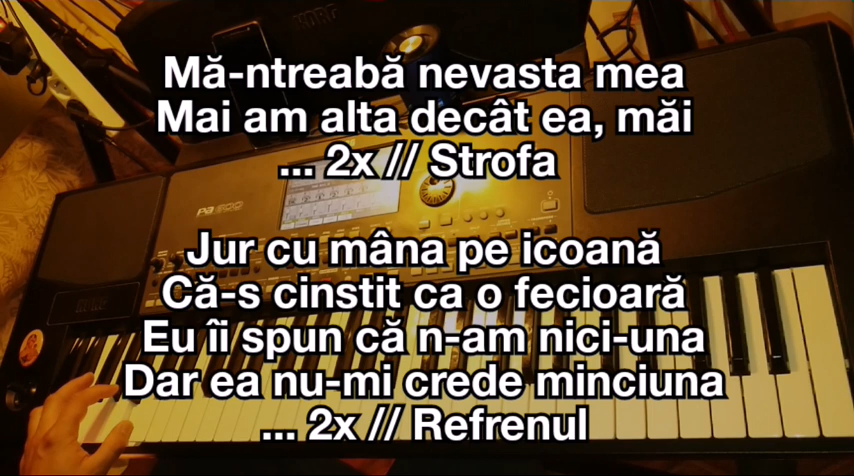 KORG
Mă-ntreabă nevasta mea
Mai am alta decât ea, măi
... 2x // Strofa
Jur cu mâna pe icoană
Că-s cinstit ca o fecioară
Eu îi spun că n-am nici-una
Dar ea nu-mi crede minciuna
... 2x // Refrenul